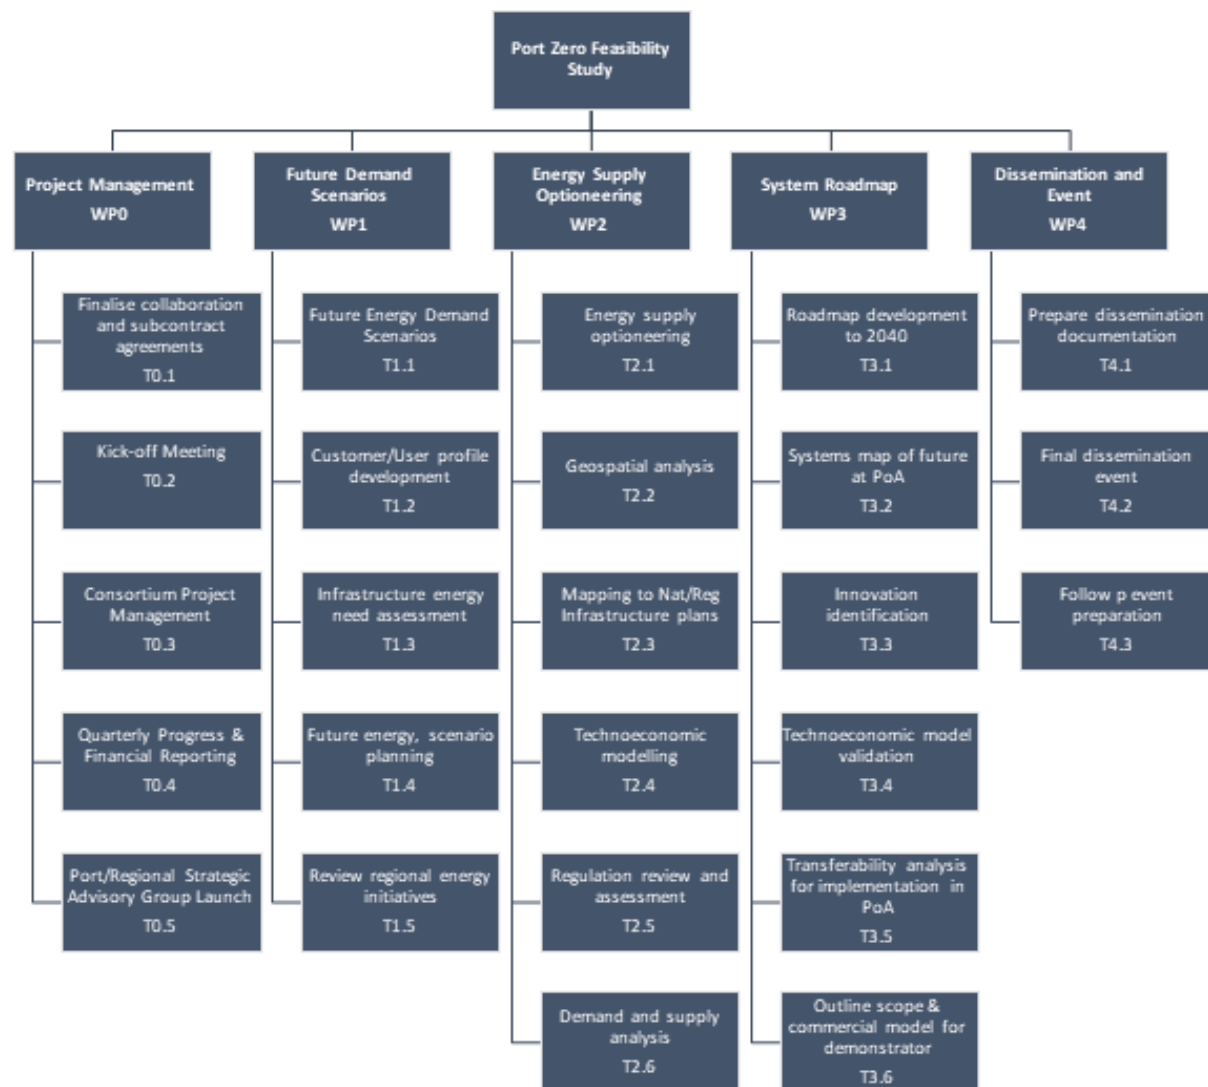 Port Zero Feasibility
Study
Project Management
WP0
Future Demand
Scenarios
WP1
Energy Supply
Optioneering
WP2
System Roadmap
WP3
Dissemination and
Event
WP4
Finalise collaboration
and subcontract
agreements
T0.1
Kick-off Meeting
T0.2
Consortium Project
Management
T0.3
Quarterly Progress &
Financial Reporting
T0.4
Port/Regional Strategic
Advisory Group Launch
T0.5
Future Energy Demand
Scenarios
T1.1
Customer/User profile
development
T1.2
Infrastructure energy
need assessment
T1.3
Future energy, scenario
planning
T1.4
Review regional energy
initiatives
T1.5
Energy supply
optioneering
T2.1
Geospatial analysis
T2.2
Mapping to Nat/Reg
Infrastructure plans
T2.3
Technoeconomic
modelling
T2.4
Regulation review and
assessment
T2.5
Demand and supply
analysis
T2.6
Roadmap development
to 2040
T3.1
Systems map of future
at PoA
T3.2
Innovation
identification
T3.3
Technoeconomic model
validation
T3.4
Transferability analysis
for implementation in
PoA
T3.5
Outline scope &
commercial model for
demonstrator
T3.6
Prepare dissemination
documentation
T4.1
Final dissemination
event
T4.2
Follow p event
preparation
T4.3